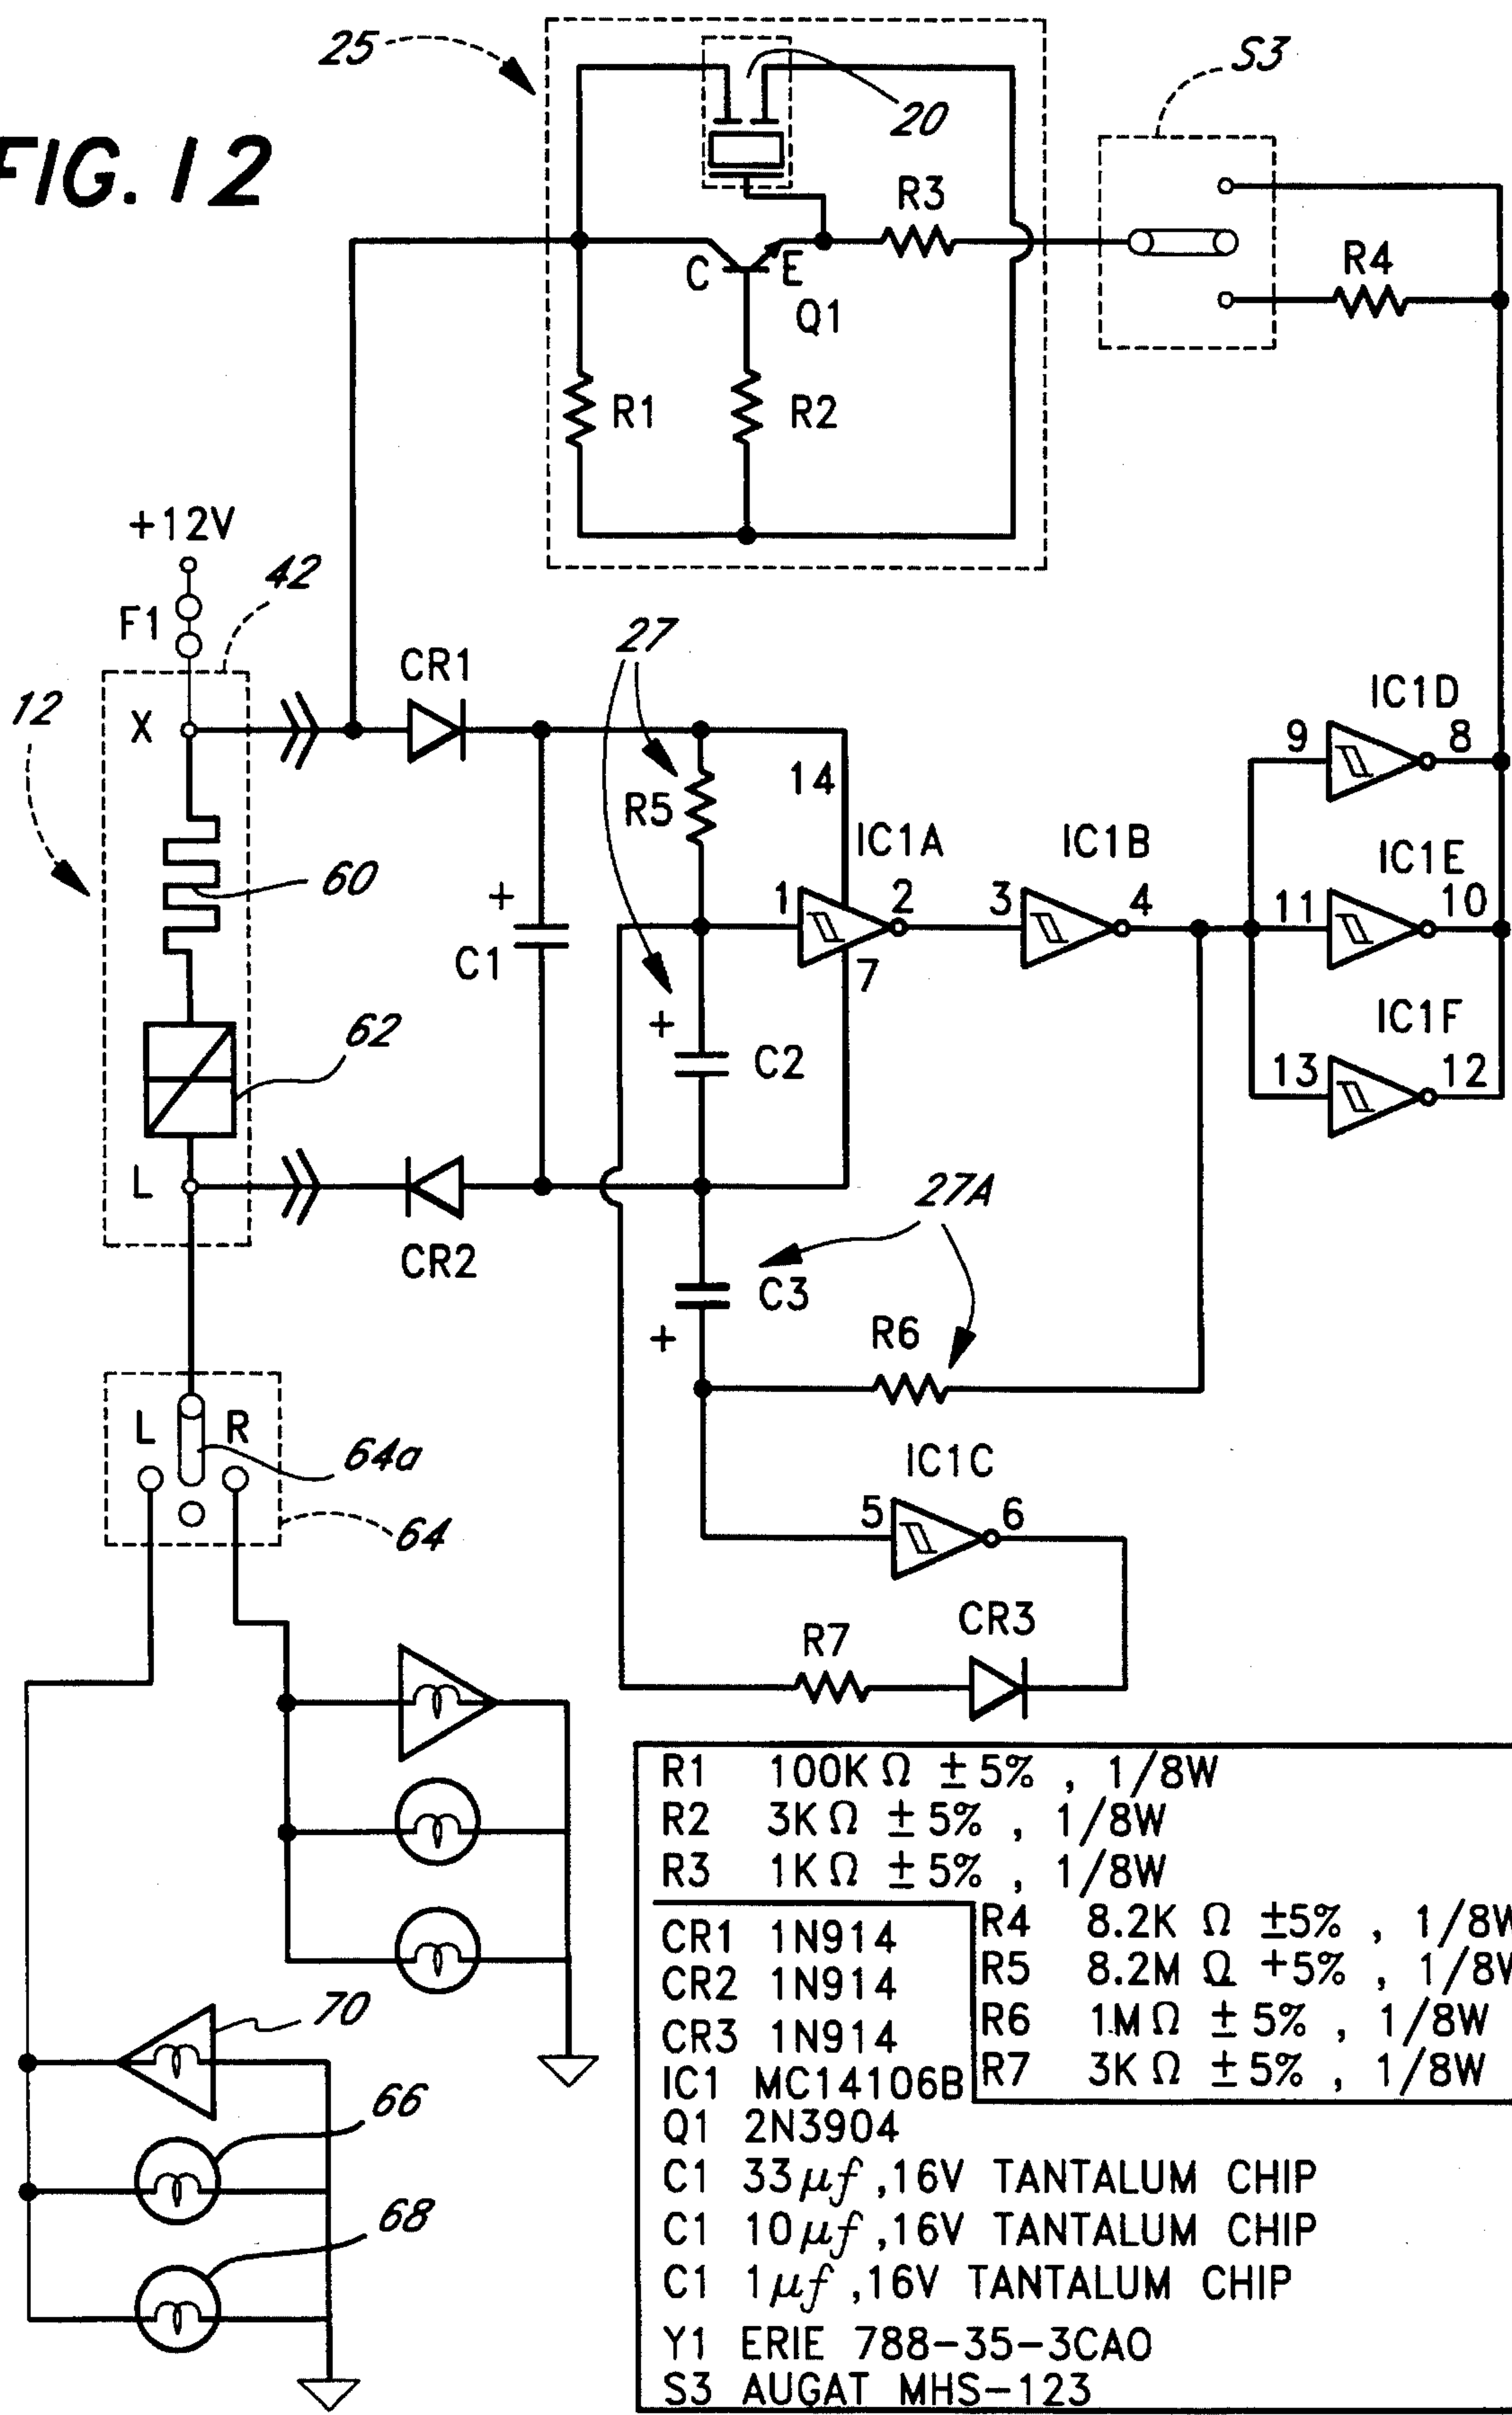 FIG. 12
25
20
S3
R3
C
E
Q1
R4
R1
R2
+12V
F1
42
12
X
CR1
27
R5
14
IC1A
1
2
7
IC1B
3
4
IC1D
9
8
IC1E
11
10
IC1F
13
12
60
+
C1
+
C2
62
L
CR2
27A
C3
+
R6
L
R
64a
64
IC1C
5
6
R7
CR3
70
66
68
R1 100KΩ ±5% , 1/8W
R2 3KΩ ±5% , 1/8W
R3 1KΩ ±5% , 1/8W
R4 8.2K Ω ±5% , 1/8W
R5 8.2M Ω +5% , 1/8W
R6 1MΩ ±5% , 1/8W
R7 3KΩ ±5% , 1/8W
CR1 1N914
CR2 1N914
CR3 1N914
IC1 MC14106B
Q1 2N3904
C1 33μf ,16V TANTALUM CHIP
C1 10μf ,16V TANTALUM CHIP
C1 1μf ,16V TANTALUM CHIP
Y1 ERIE 788-35-3CAO
S3 AUGAT MHS-123